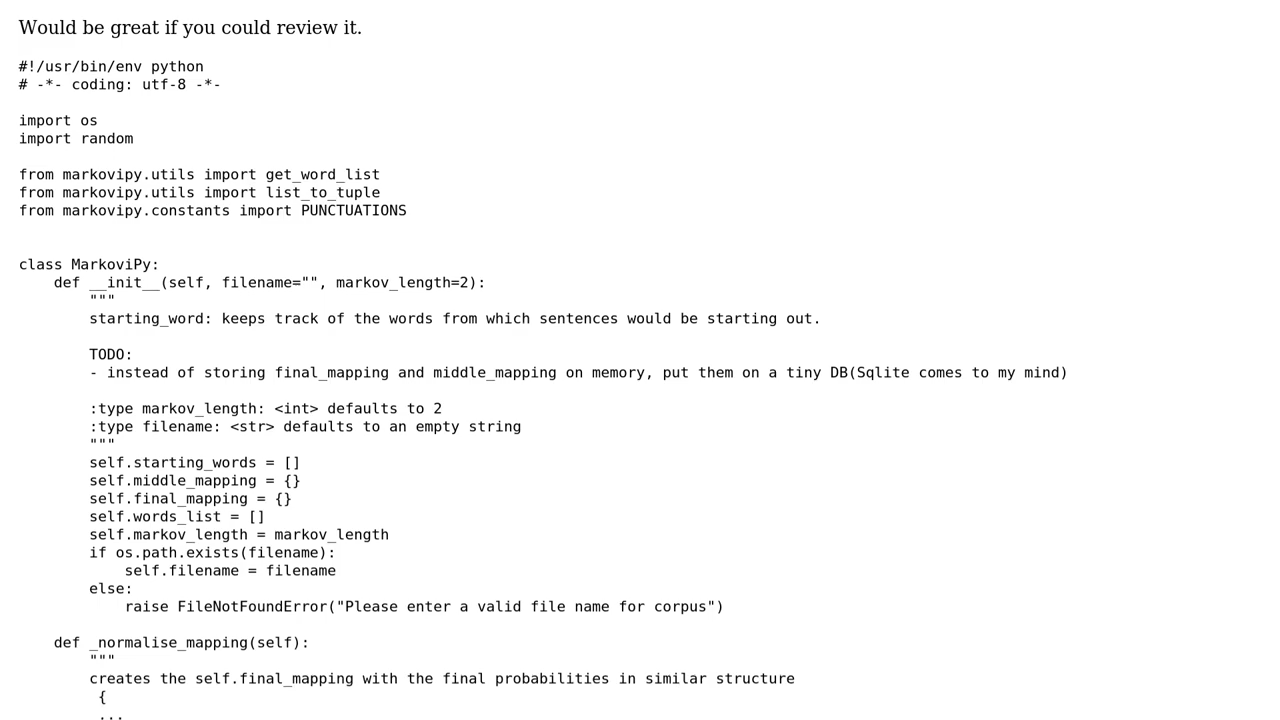 Would be great if you could review it.
#!/usr/bin/env python
# -*- coding: utf-8 -*-
import os
import random
from markovipy.utils import get_word_list
from markovipy.utils import list_to_tuple
from markovipy.constants import PUNCTUATIONS
class MarkoviPy:
    def __init__(self, filename="", markov_length=2):
        """
        starting_word: keeps track of the words from which sentences would be starting out.
        TODO:
        - instead of storing final_mapping and middle_mapping on memory, put them on a tiny DB(Sqlite comes to my mind)
        :type markov_length: <int> defaults to 2
        :type filename: <str> defaults to an empty string
        """
        self.starting_words = []
        self.middle_mapping = {}
        self.final_mapping = {}
        self.words_list = []
        self.markov_length = markov_length
        if os.path.exists(filename):
            self.filename = filename
        else:
            raise FileNotFoundError("Please enter a valid file name for corpus")
    def _normalise_mapping(self):
        """
        creates the self.final_mapping with the final probabilities in similar structure
         {
         ...